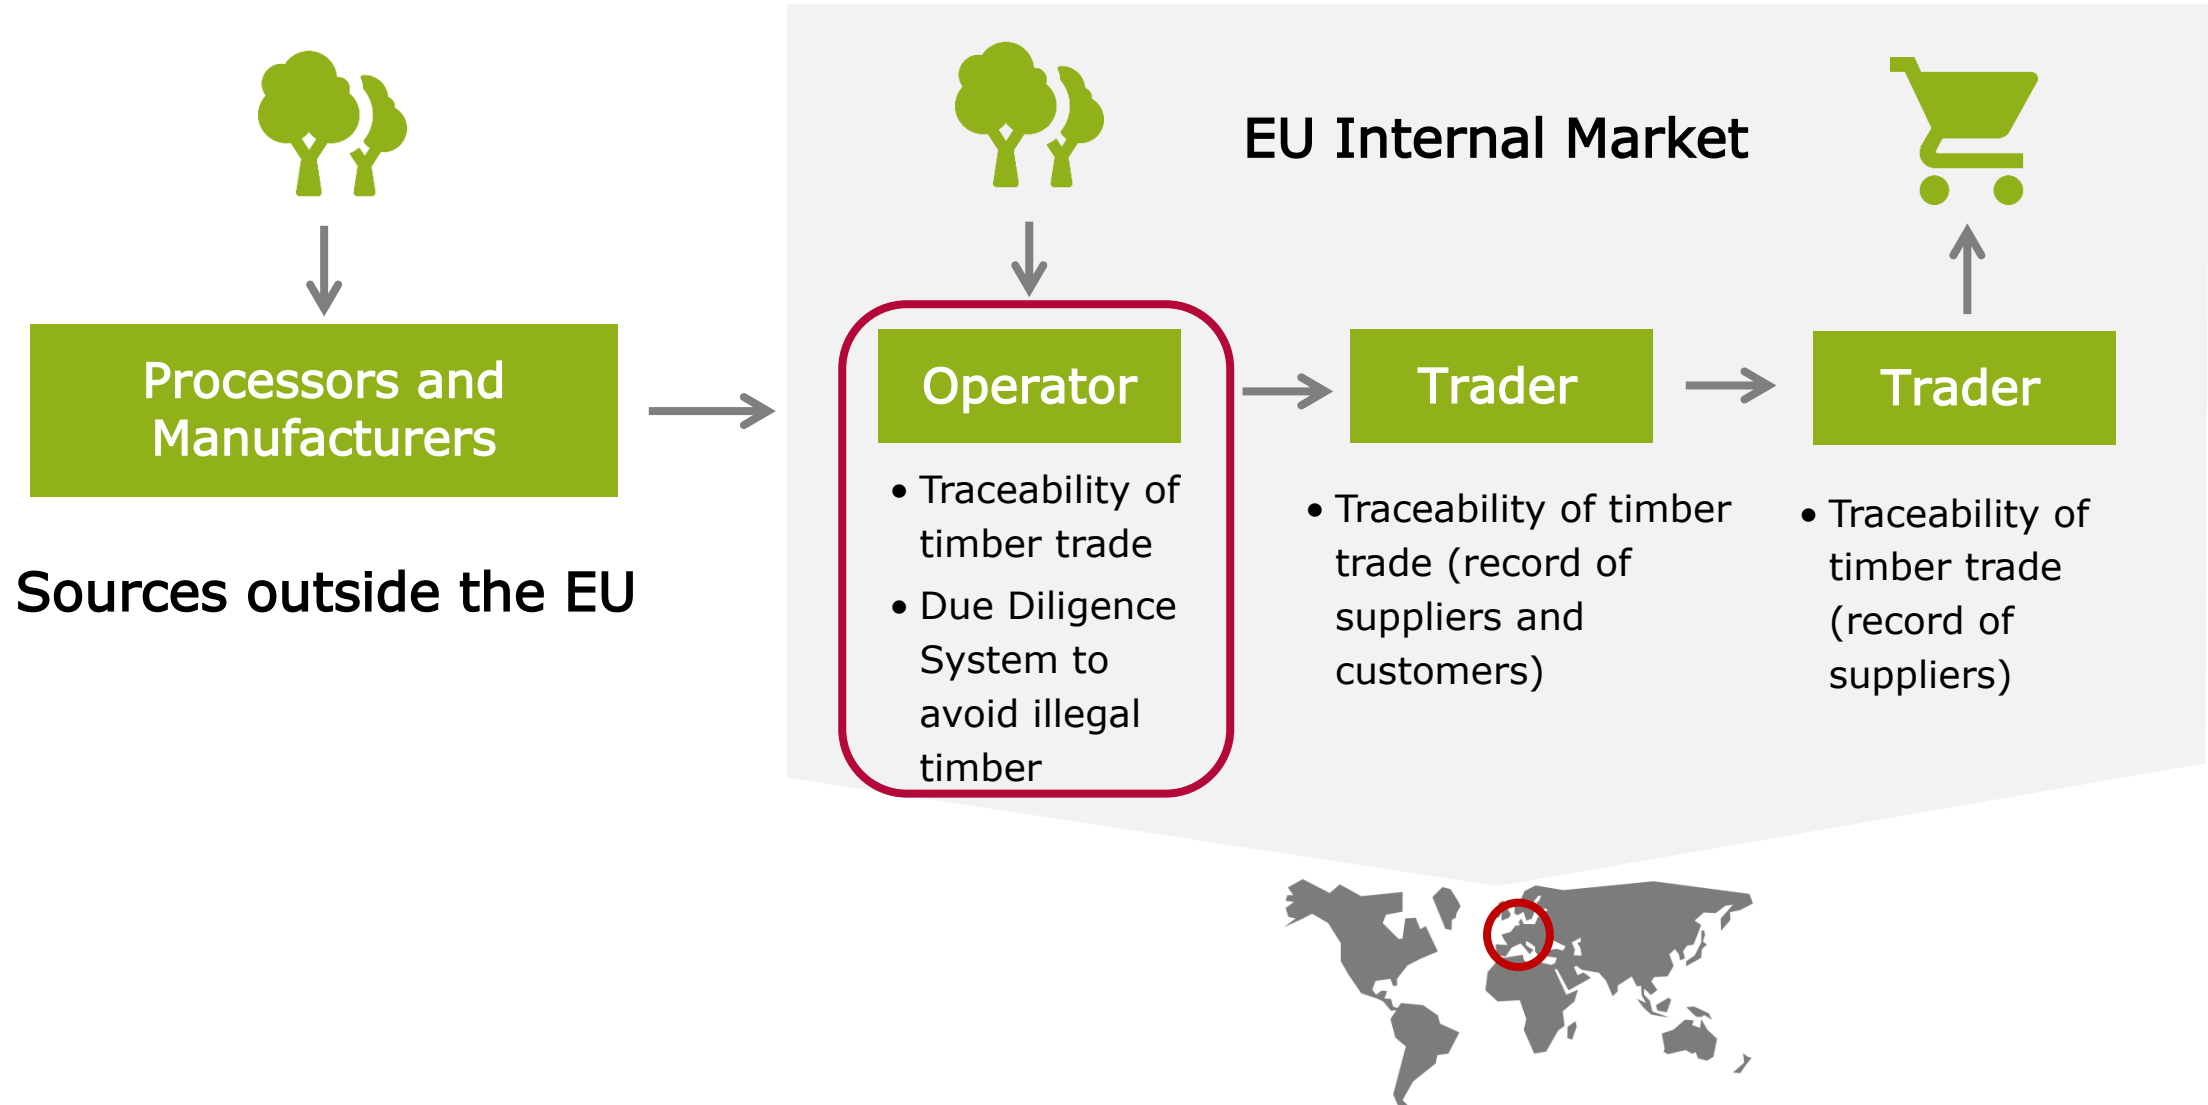 EU Internal Market
Processors and
Manufacturers
Sources outside the EU
Operator
• Traceability of
timber trade
• Due Diligence
System to
avoid illegal
timber
Trader
• Traceability of timber
trade (record of
suppliers and
customers)
Trader
• Traceability of
timber trade
(record of
suppliers)